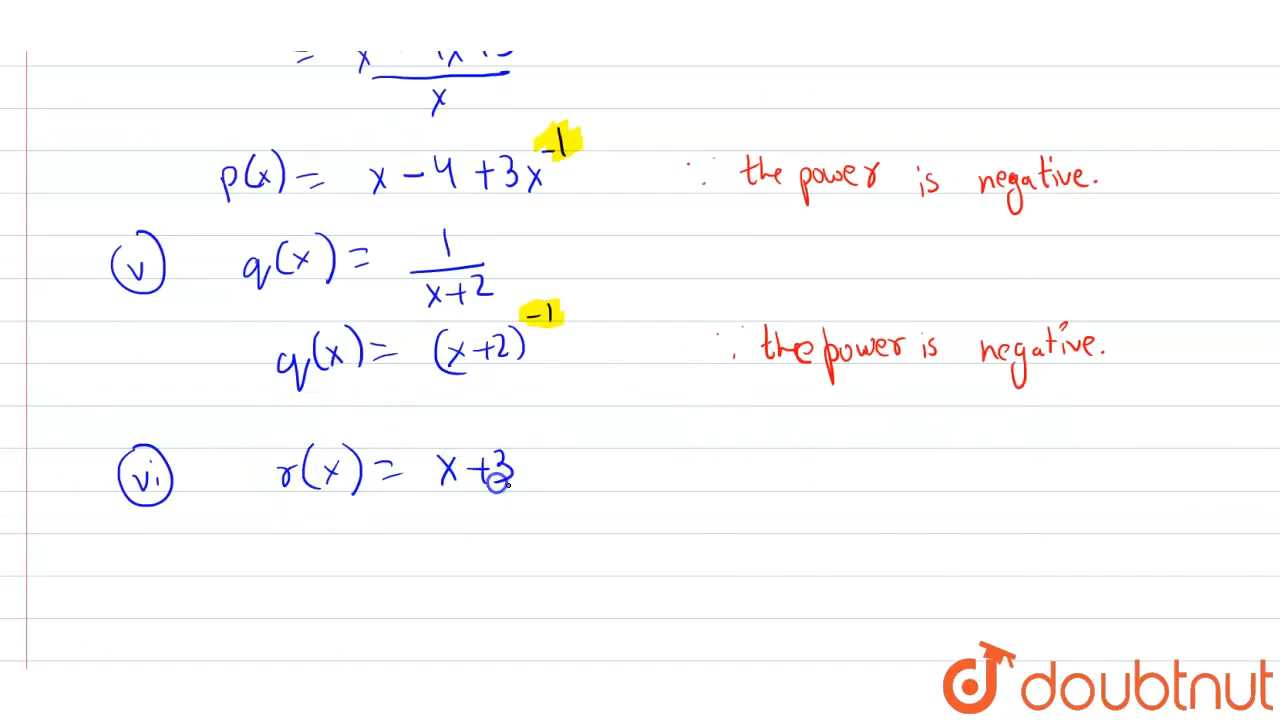 x
p(x) = x - 4 + 3x⁻¹ ∵ the power is negative.
(v) q(x) = 1/(x+2)
q(x) = (x+2)⁻¹ ∵ the power is negative.
(vi) r(x) = x + 3
doubtnut